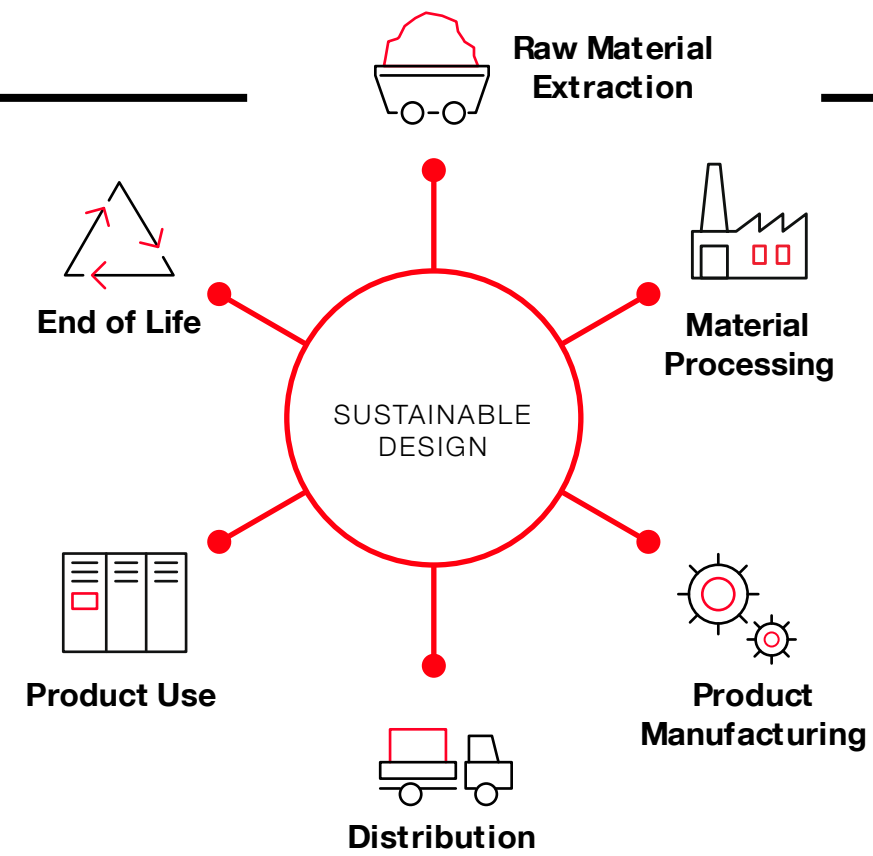 Raw Material
Extraction
End of Life
Material
Processing
SUSTAINABLE
DESIGN
Product Use
Product
Manufacturing
Distribution